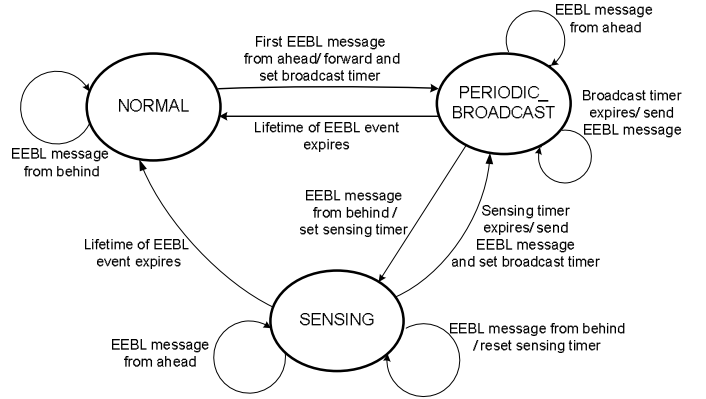 EEBL message
from ahead
First EEBL message
from ahead/ forward and
set broadcast timer
NORMAL
PERIODIC_
BROADCAST
Broadcast timer
expires/ send
EEBL message
Lifetime of EEBL event
expires
EEBL message
from behind
EEBL message
from behind /
set sensing timer
Sensing timer
expires/ send
EEBL message
and set broadcast timer
Lifetime of EEBL
event expires
SENSING
EEBL message
from ahead
EEBL message from behind
/ reset sensing timer